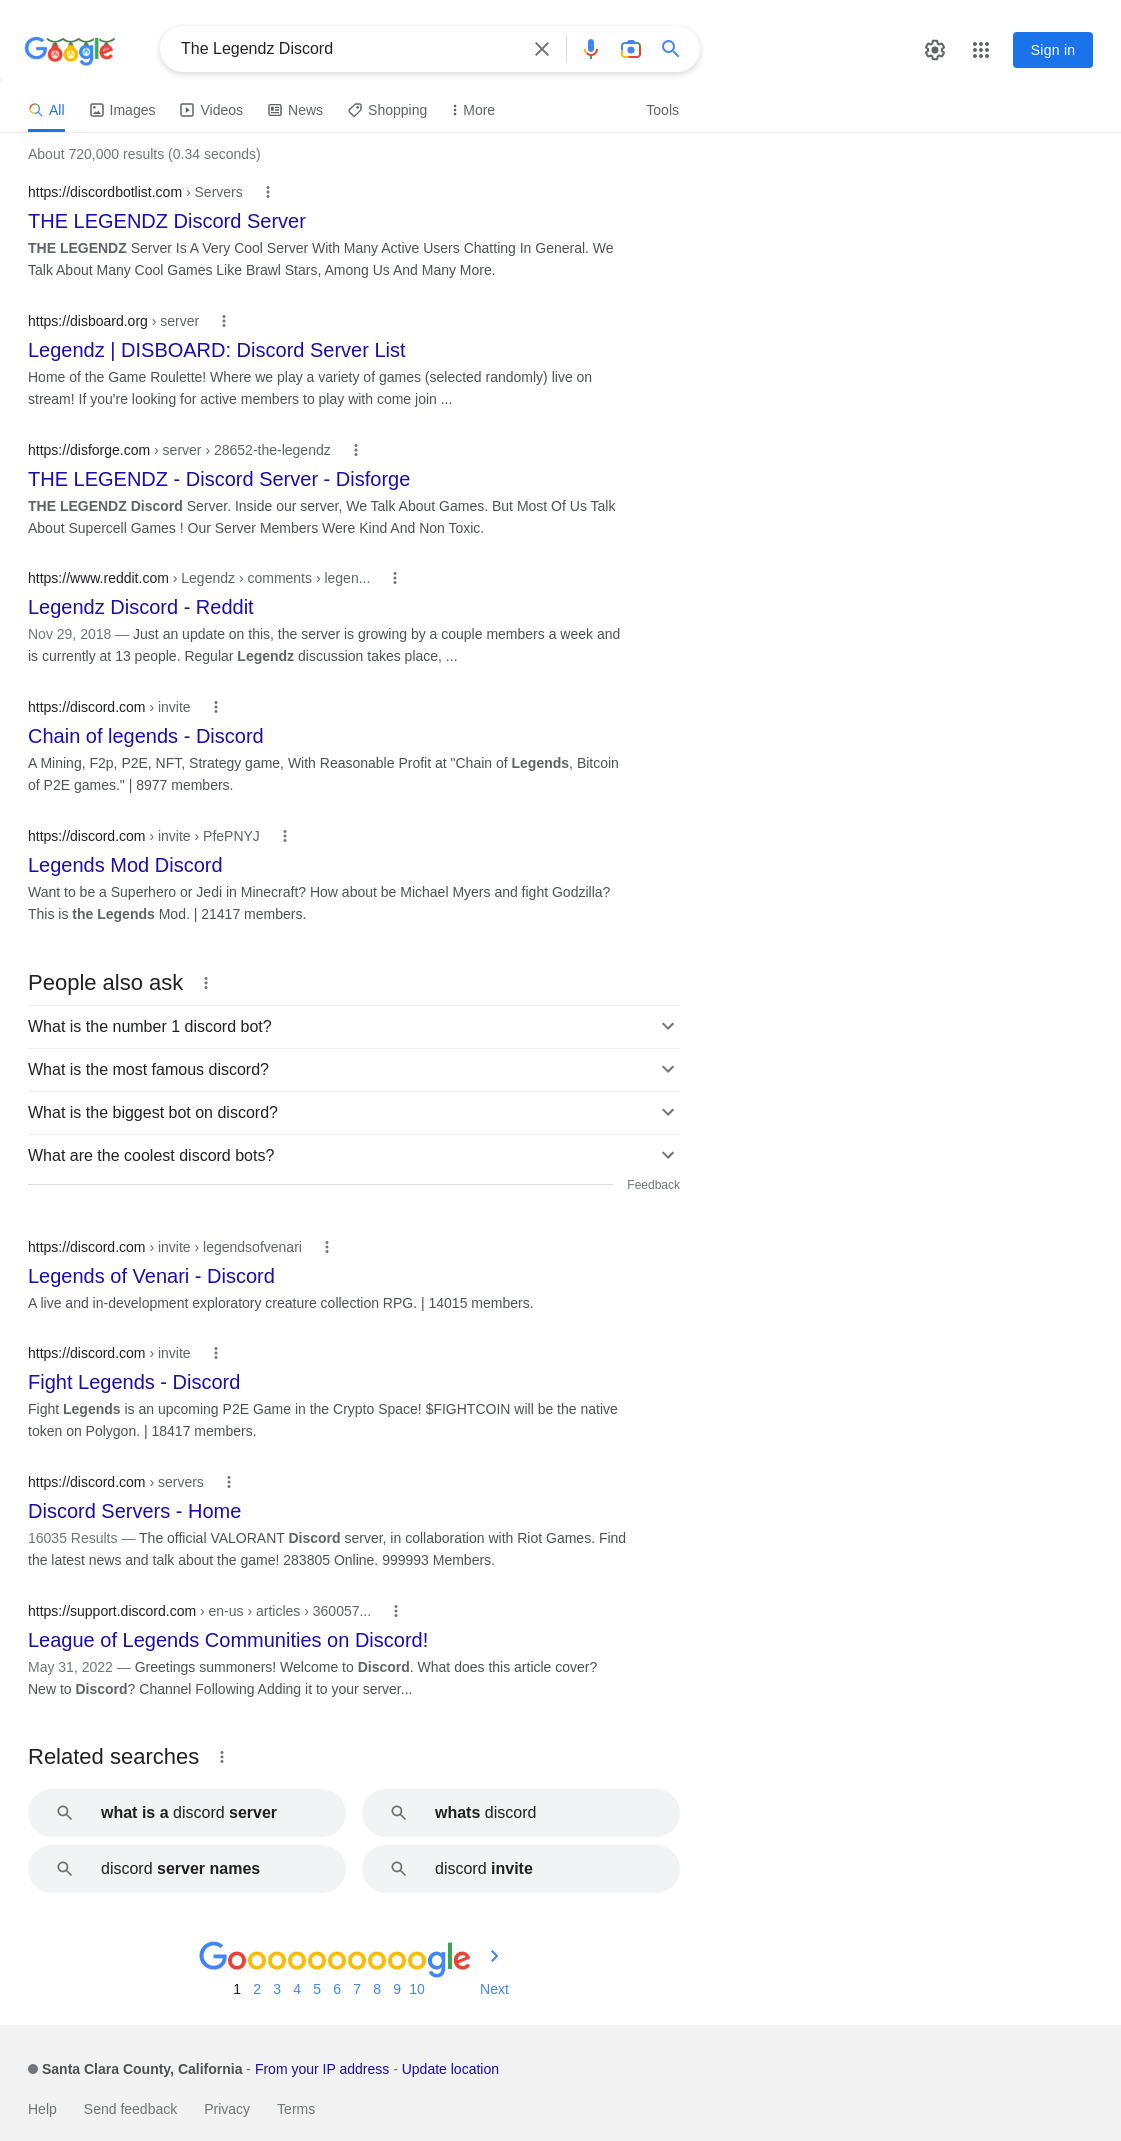 Google
The Legendz Discord
Sign in
All Images Videos News Shopping More Tools
About 720,000 results (0.34 seconds)
https://discordbotlist.com › Servers
THE LEGENDZ Discord Server
THE LEGENDZ Server Is A Very Cool Server With Many Active Users Chatting In General. We
Talk About Many Cool Games Like Brawl Stars, Among Us And Many More.
https://disboard.org › server
Legendz | DISBOARD: Discord Server List
Home of the Game Roulette! Where we play a variety of games (selected randomly) live on
stream! If you're looking for active members to play with come join ...
https://disforge.com › server › 28652-the-legendz
THE LEGENDZ - Discord Server - Disforge
THE LEGENDZ Discord Server. Inside our server, We Talk About Games. But Most Of Us Talk
About Supercell Games ! Our Server Members Were Kind And Non Toxic.
https://www.reddit.com › Legendz › comments › legen...
Legendz Discord - Reddit
Nov 29, 2018 — Just an update on this, the server is growing by a couple members a week and
is currently at 13 people. Regular Legendz discussion takes place, ...
https://discord.com › invite
Chain of legends - Discord
A Mining, F2p, P2E, NFT, Strategy game, With Reasonable Profit at "Chain of Legends, Bitcoin
of P2E games." | 8977 members.
https://discord.com › invite › PfePNYJ
Legends Mod Discord
Want to be a Superhero or Jedi in Minecraft? How about be Michael Myers and fight Godzilla?
This is the Legends Mod. | 21417 members.
People also ask
What is the number 1 discord bot?
What is the most famous discord?
What is the biggest bot on discord?
What are the coolest discord bots?
Feedback
https://discord.com › invite › legendsofvenari
Legends of Venari - Discord
A live and in-development exploratory creature collection RPG. | 14015 members.
https://discord.com › invite
Fight Legends - Discord
Fight Legends is an upcoming P2E Game in the Crypto Space! $FIGHTCOIN will be the native
token on Polygon. | 18417 members.
https://discord.com › servers
Discord Servers - Home
16035 Results — The official VALORANT Discord server, in collaboration with Riot Games. Find
the latest news and talk about the game! 283805 Online. 999993 Members.
https://support.discord.com › en-us › articles › 360057...
League of Legends Communities on Discord!
May 31, 2022 — Greetings summoners! Welcome to Discord. What does this article cover?
New to Discord? Channel Following Adding it to your server...
Related searches
what is a discord server
whats discord
discord server names
discord invite
Goooooooooogle
1 2 3 4 5 6 7 8 9 10 Next
Santa Clara County, California - From your IP address - Update location
Help Send feedback Privacy Terms